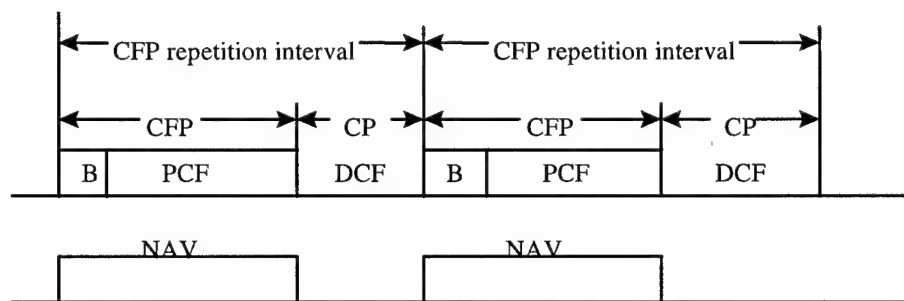 CFP repetition interval CFP repetition interval
CFP CP CFP CP
B PCF DCF B PCF DCF
NAV NAV